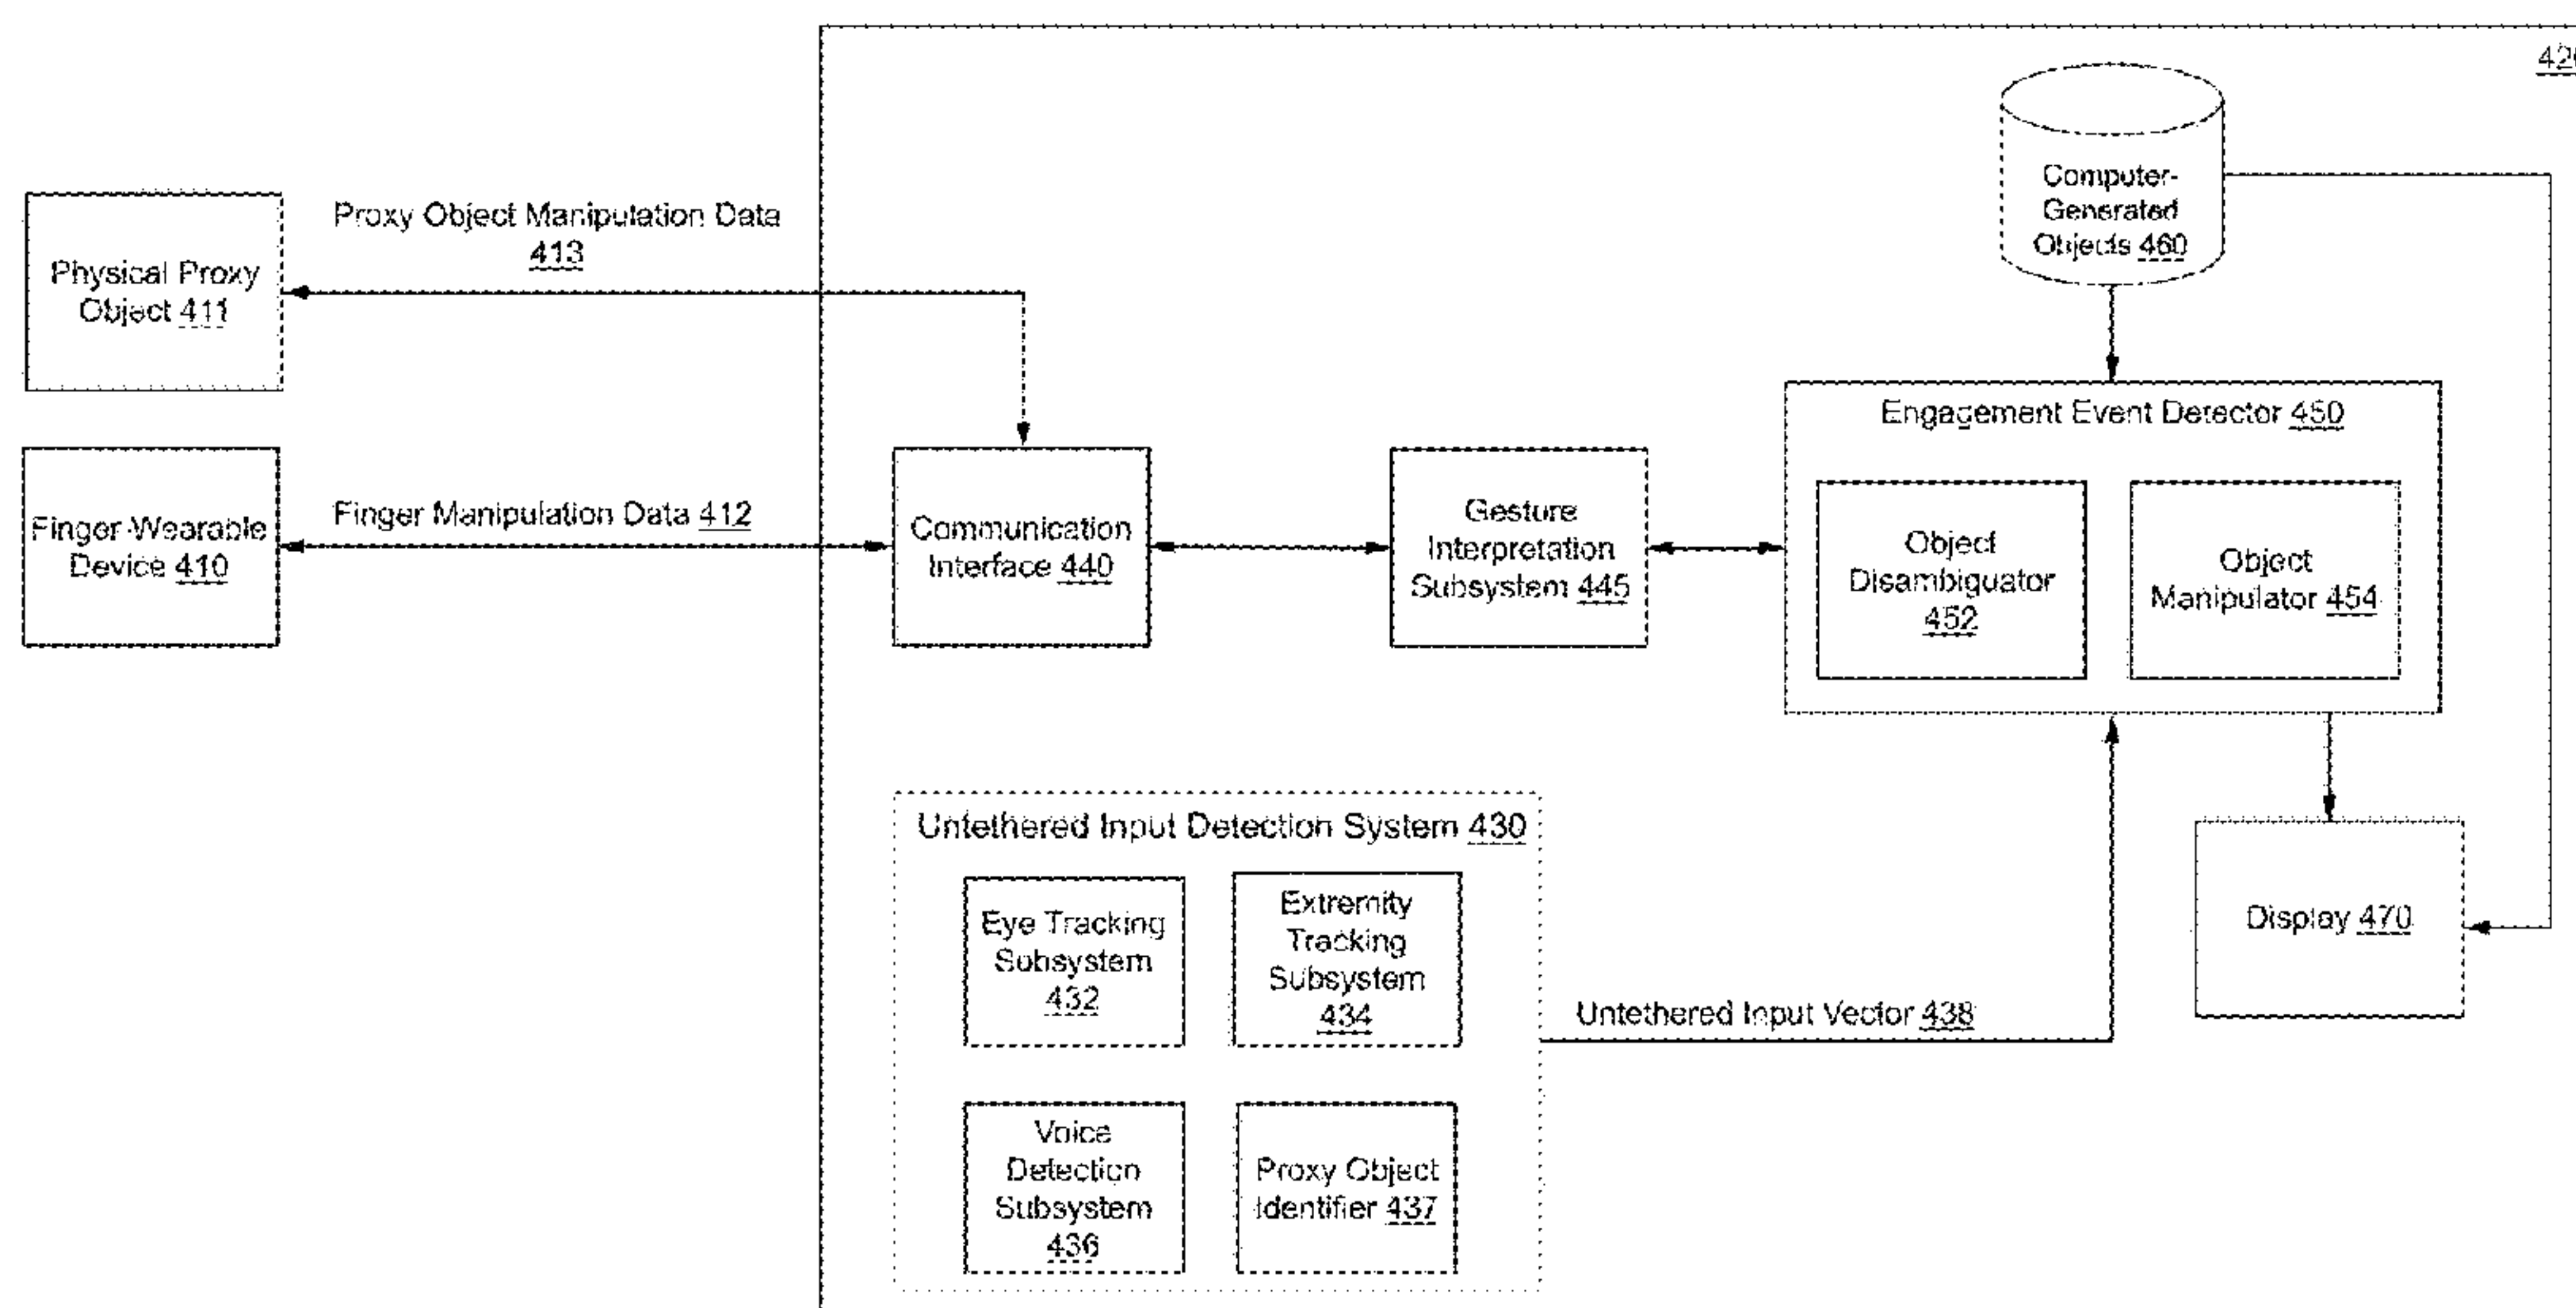 Physical Proxy
Object 411
Proxy Object Manipulation Data
413
Finger-Wearable
Device 410
Finger Manipulation Data 412
Communication
Interface 440
Gesture
Interpretation
Subsystem 445
Computer-
Generated
Objects 460
Engagement Event Detector 450
Object
Disambiguator
452
Object
Manipulator 454
Untethered Input Detection System 430
Eye Tracking
Subsystem
432
Extremity
Tracking
Subsystem
434
Voice
Detection
Subsystem
436
Proxy Object
Identifier 437
Untethered Input Vector 438
Display 470